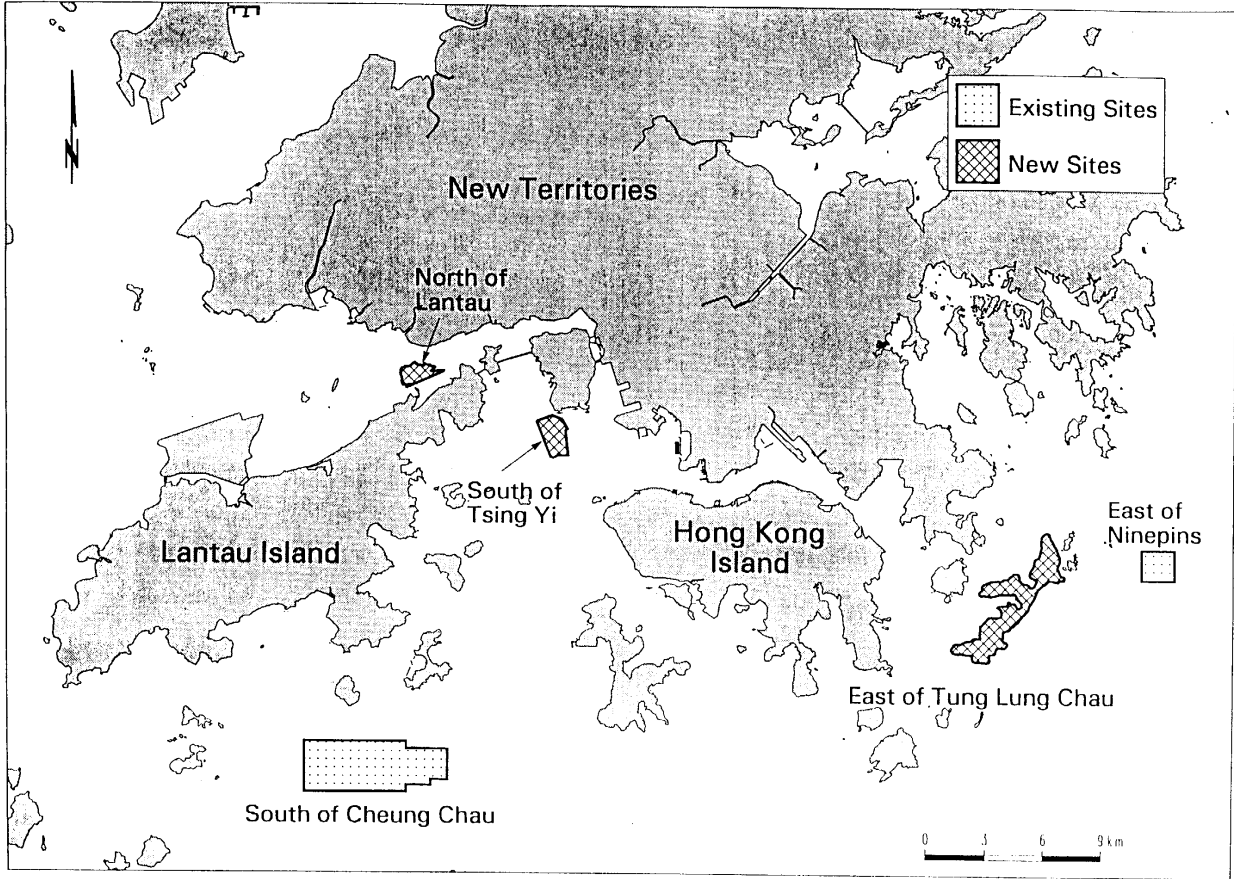 N
Existing Sites
New Sites
New Territories
North of
Lantau
South of
Tsing Yi
Lantau Island
Hong Kong
Island
East of
Ninepins
East of Tung Lung Chau
South of Cheung Chau
0 3 6 9 km